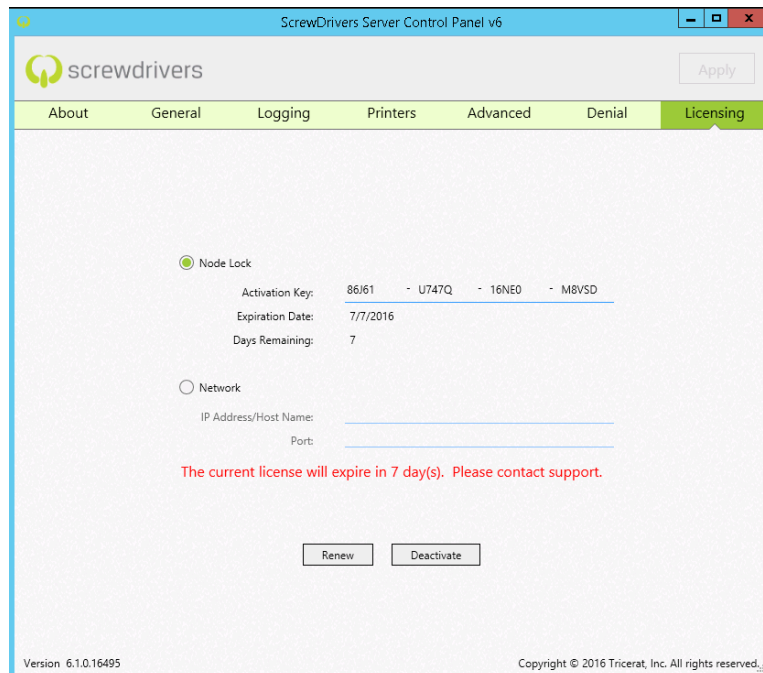 ScrewDrivers Server Control Panel v6
screwdrivers
Apply
About General Logging Printers Advanced Denial Licensing
Node Lock
Activation Key: 86J61 - U747Q - 16NE0 - M8VSD
Expiration Date: 7/7/2016
Days Remaining: 7
Network
IP Address/Host Name:
Port:
The current license will expire in 7 day(s). Please contact support.
Renew Deactivate
Version 6.1.0.16495 Copyright © 2016 Tricerat, Inc. All rights reserved.